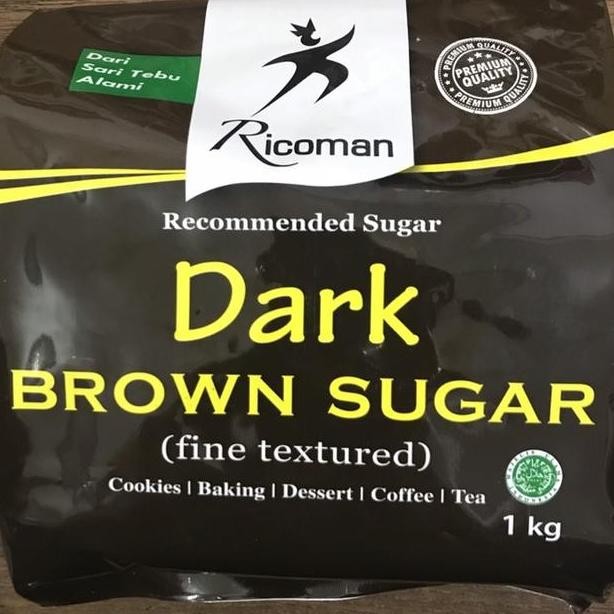 Dari
Sari Tebu
Alami
Ricoman
PREMIUM QUALITY
PREMIUM
QUALITY
PREMIUM QUALITY
Recommended Sugar
Dark
BROWN SUGAR
(fine textured)
Cookies | Baking | Dessert | Coffee | Tea
1 kg